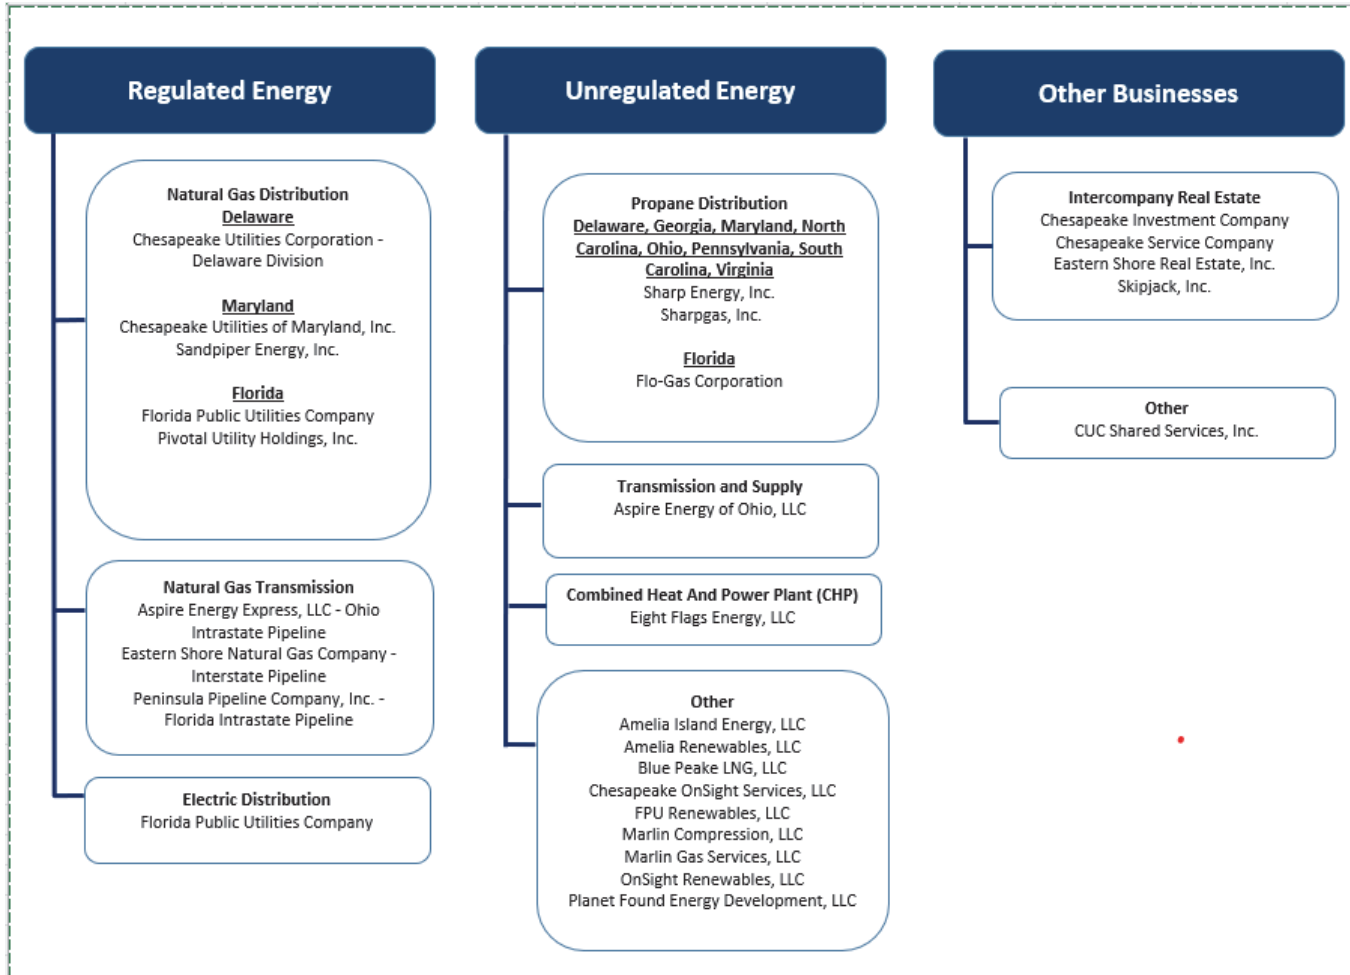 Regulated Energy
Natural Gas Distribution
Delaware
Chesapeake Utilities Corporation -
Delaware Division
Maryland
Chesapeake Utilities of Maryland, Inc.
Sandpiper Energy, Inc.
Florida
Florida Public Utilities Company
Pivotal Utility Holdings, Inc.
Natural Gas Transmission
Aspire Energy Express, LLC - Ohio
Intrastate Pipeline
Eastern Shore Natural Gas Company -
Interstate Pipeline
Peninsula Pipeline Company, Inc. -
Florida Intrastate Pipeline
Electric Distribution
Florida Public Utilities Company
Unregulated Energy
Propane Distribution
Delaware, Georgia, Maryland, North
Carolina, Ohio, Pennsylvania, South
Carolina, Virginia
Sharp Energy, Inc.
Sharpgas, Inc.
Florida
Flo-Gas Corporation
Transmission and Supply
Aspire Energy of Ohio, LLC
Combined Heat And Power Plant (CHP)
Eight Flags Energy, LLC
Other
Amelia Island Energy, LLC
Amelia Renewables, LLC
Blue Peake LNG, LLC
Chesapeake OnSight Services, LLC
FPU Renewables, LLC
Marlin Compression, LLC
Marlin Gas Services, LLC
OnSight Renewables, LLC
Planet Found Energy Development, LLC
Other Businesses
Intercompany Real Estate
Chesapeake Investment Company
Chesapeake Service Company
Eastern Shore Real Estate, Inc.
Skipjack, Inc.
Other
CUC Shared Services, Inc.